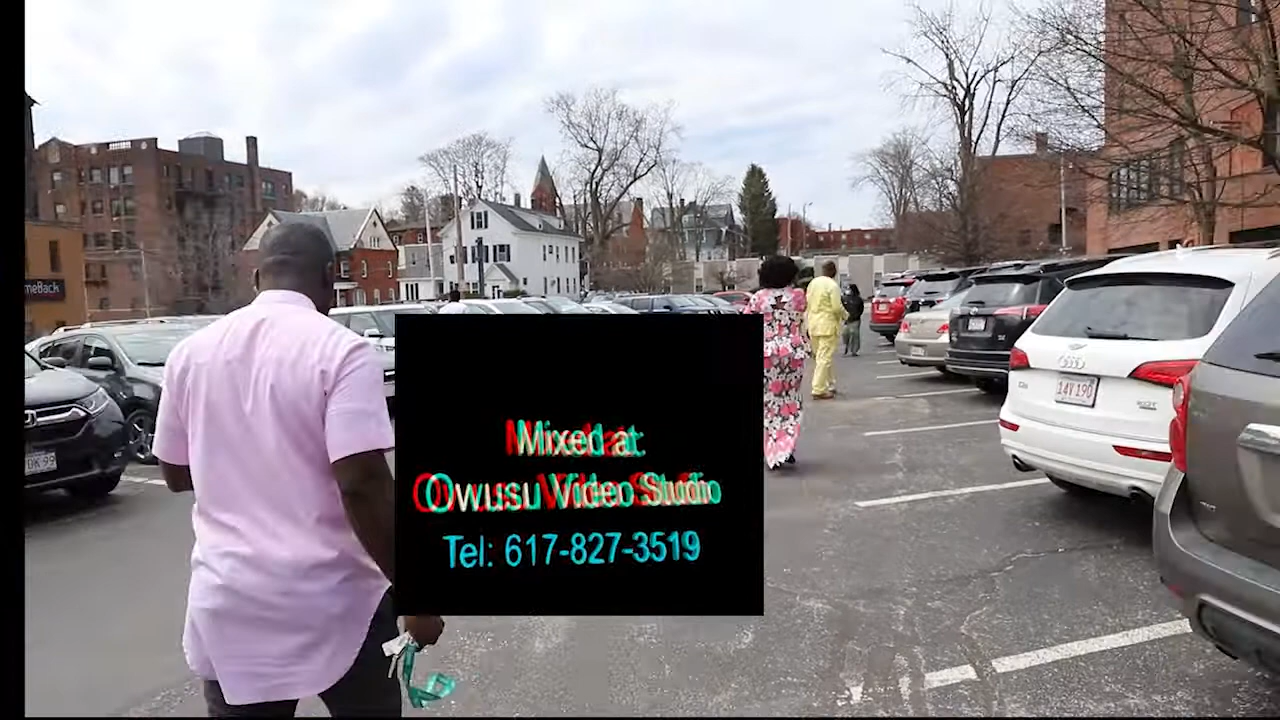 meBack
Mixed at:
Owusu Video Studio
Tel: 617-827-3519
14V 190
DK 99